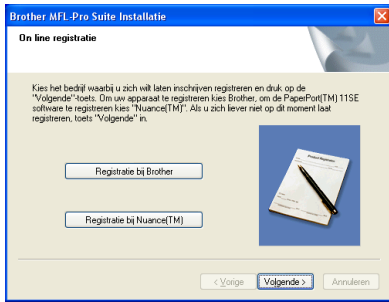 Brother MFL-Pro Suite Installatie
On line registratie
Kies het bedrijf waarbij u zich wilt laten inschrijven registreren en druk op de
"Volgende"-toets. Om uw apparaat te registreren kies Brother, om de PaperPort(TM) 11SE
software te registreren kies "Nuance(TM)". Als u zich liever niet op dit moment laat
registreren, toets "Volgende" in.
Registratie bij Brother
Registratie bij Nuance(TM)
< Vorige
Volgende >
Annuleren